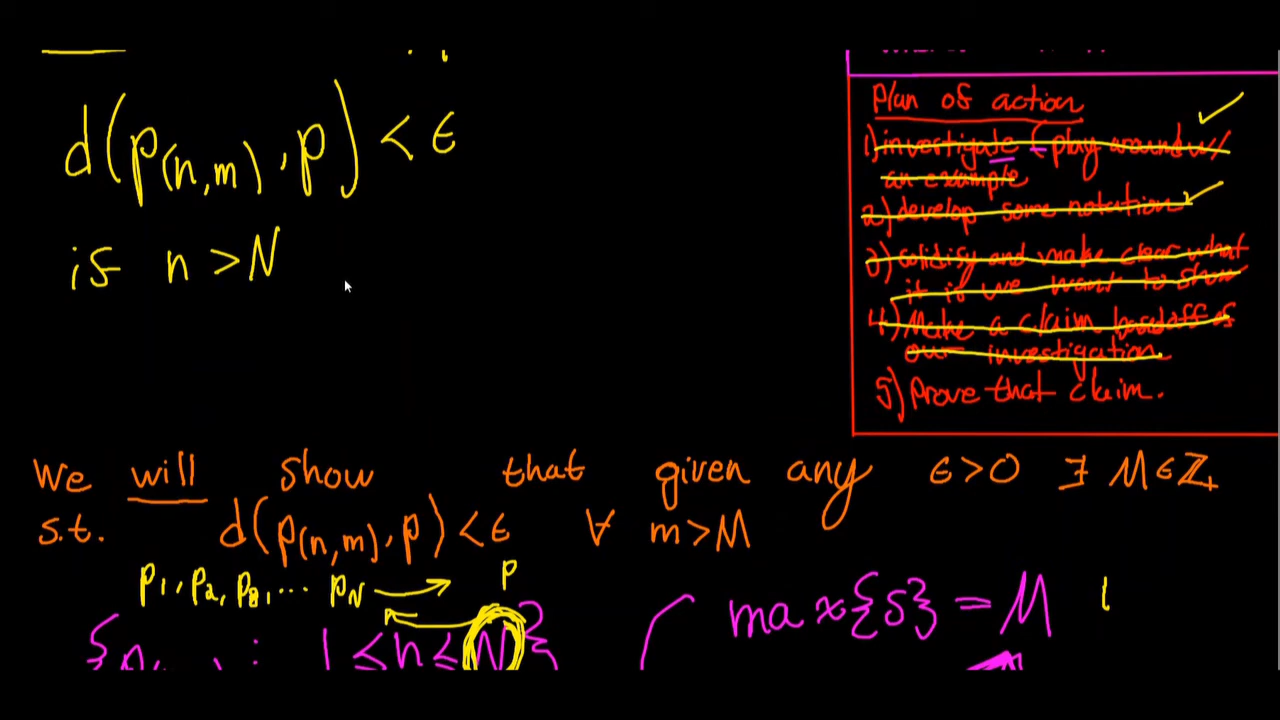 d(p(n,m), p) < ϵ
is n > N
Plan of action
1) investigate (play around w/
an example
2) develop some notation
3) solidify and make clear what
it is we want to show
4) Make a claim based off of
our investigation.
5) Prove that claim.
We will show that given any ϵ > 0 ∃ M ∈ ℤ+
s.t. d(p(n,m), p) < ϵ ∀ m > M
p1, p2, p3, ... pN → p
: 1 ≤ n ≤ N }
max{S} = M